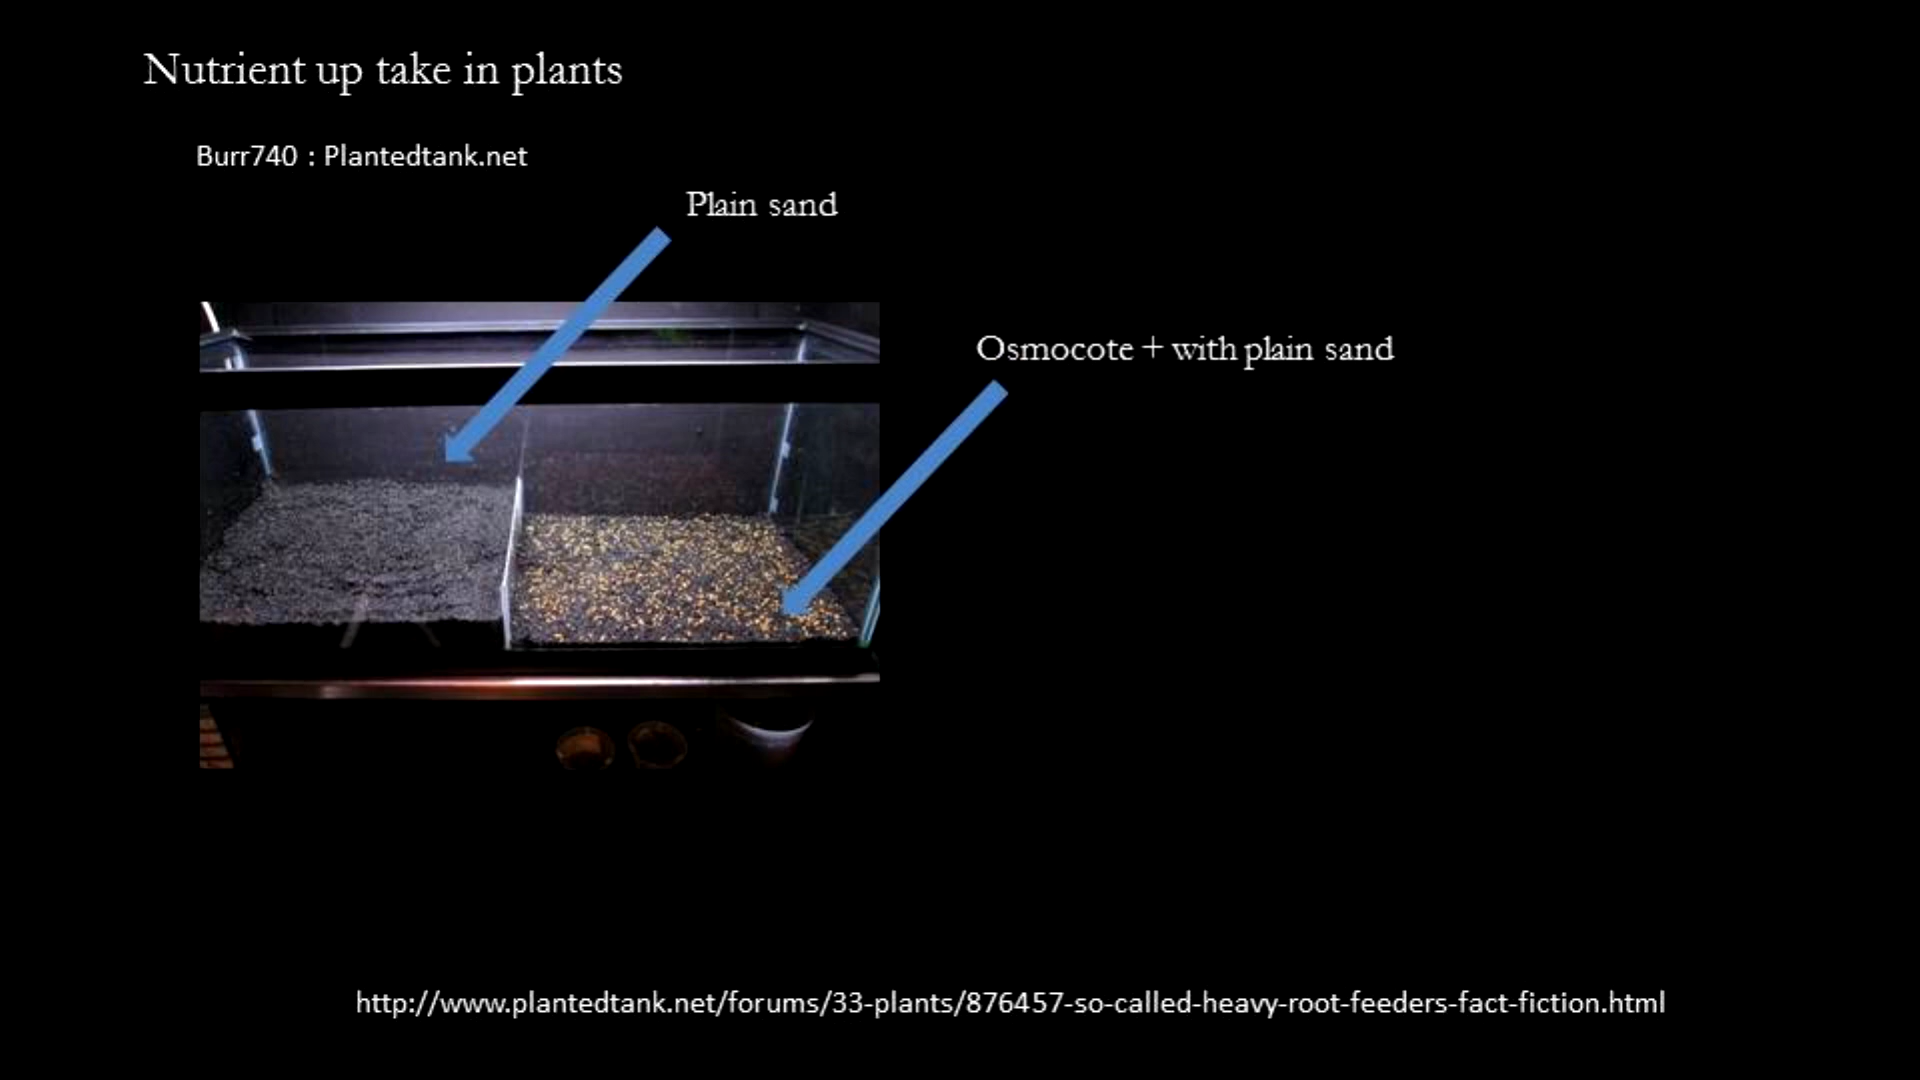 Nutrient up take in plants
Burr740 : Plantedtank.net
Plain sand
Osmocote + with plain sand
http://www.plantedtank.net/forums/33-plants/876457-so-called-heavy-root-feeders-fact-fiction.html